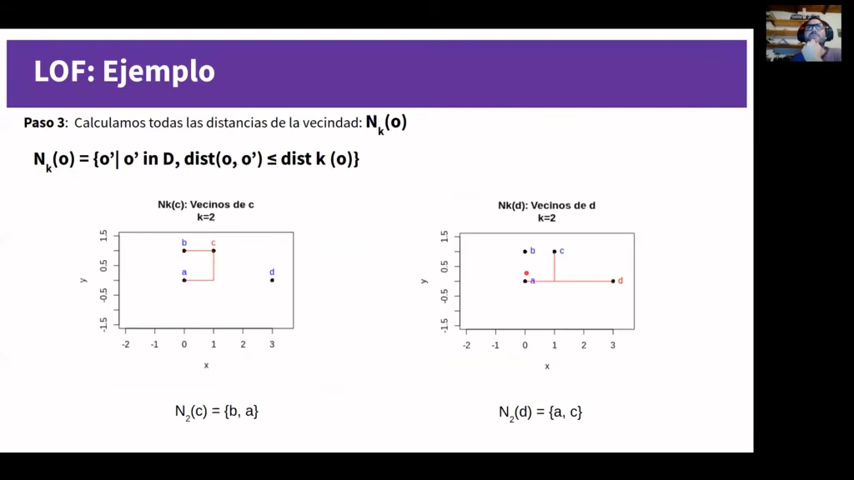 LOF: Ejemplo
Paso 3: Calculamos todas las distancias de la vecindad: Nk(o)
Nk(o) = {o'| o' in D, dist(o, o') ≤ dist k (o)}
Nk(c): Vecinos de c
k=2
1.5
0.5
-0.5
-1.5
y
b
c
a
d
-2 -1 0 1 2 3
x
N2(c) = {b, a}
Nk(d): Vecinos de d
k=2
1.5
0.5
-0.5
-1.5
y
b
c
a
d
-2 -1 0 1 2 3
x
N2(d) = {a, c}